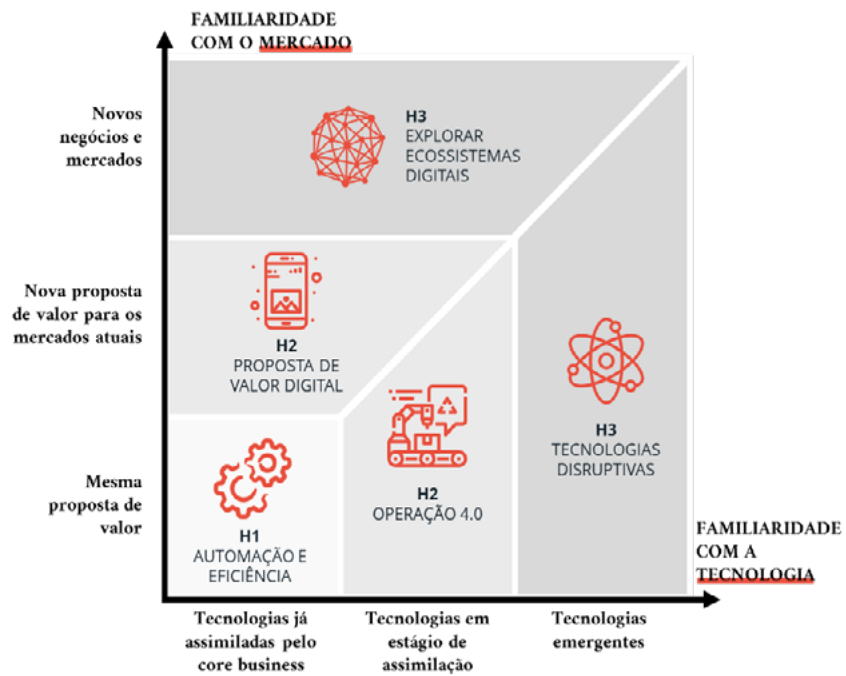 FAMILIARIDADE
COM O MERCADO
Novos
negócios e
mercados
H3
EXPLORAR
ECOSSISTEMAS
DIGITAIS
Nova proposta
de valor para os
mercados atuais
H2
PROPOSTA DE
VALOR DIGITAL
H2
OPERAÇÃO 4.0
H3
TECNOLOGIAS
DISRUPTIVAS
Mesma
proposta de
valor
H1
AUTOMAÇÃO E
EFICIÊNCIA
FAMILIARIDADE
COM A
TECNOLOGIA
Tecnologias já
assimiladas pelo
core business
Tecnologias em
estágio de
assimilação
Tecnologias
emergentes